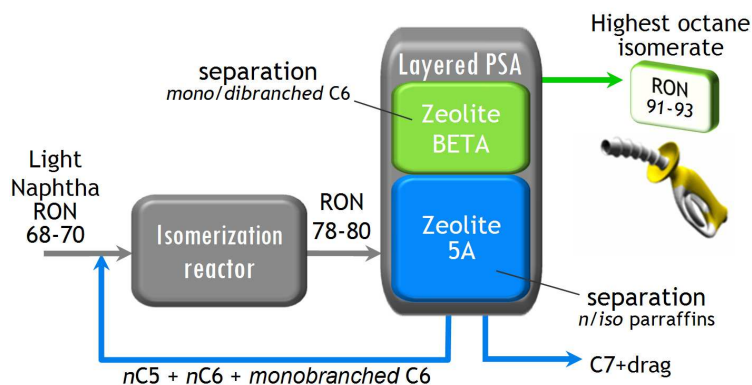 Highest octane
isomerate
RON
91-93
Layered PSA
separation
mono/dibranched C6
Zeolite
BETA
Light
Naphtha
RON
68-70
Isomerization
reactor
RON
78-80
Zeolite
5A
separation
n/iso parraffins
nC5 + nC6 + monobranched C6
C7+drag